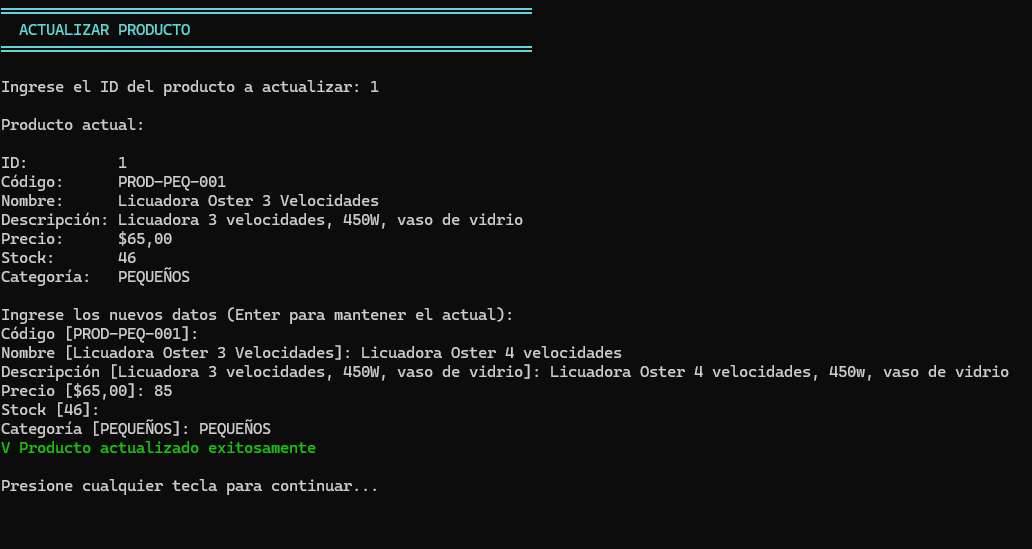 ACTUALIZAR PRODUCTO
Ingrese el ID del producto a actualizar: 1
Producto actual:
ID:          1
Código:      PROD-PEQ-001
Nombre:      Licuadora Oster 3 Velocidades
Descripción: Licuadora 3 velocidades, 450W, vaso de vidrio
Precio:      $65,00
Stock:       46
Categoría:   PEQUEÑOS
Ingrese los nuevos datos (Enter para mantener el actual):
Código [PROD-PEQ-001]:
Nombre [Licuadora Oster 3 Velocidades]: Licuadora Oster 4 velocidades
Descripción [Licuadora 3 velocidades, 450W, vaso de vidrio]: Licuadora Oster 4 velocidades, 450w, vaso de vidrio
Precio [$65,00]: 85
Stock [46]:
Categoría [PEQUEÑOS]: PEQUEÑOS
V Producto actualizado exitosamente
Presione cualquier tecla para continuar...